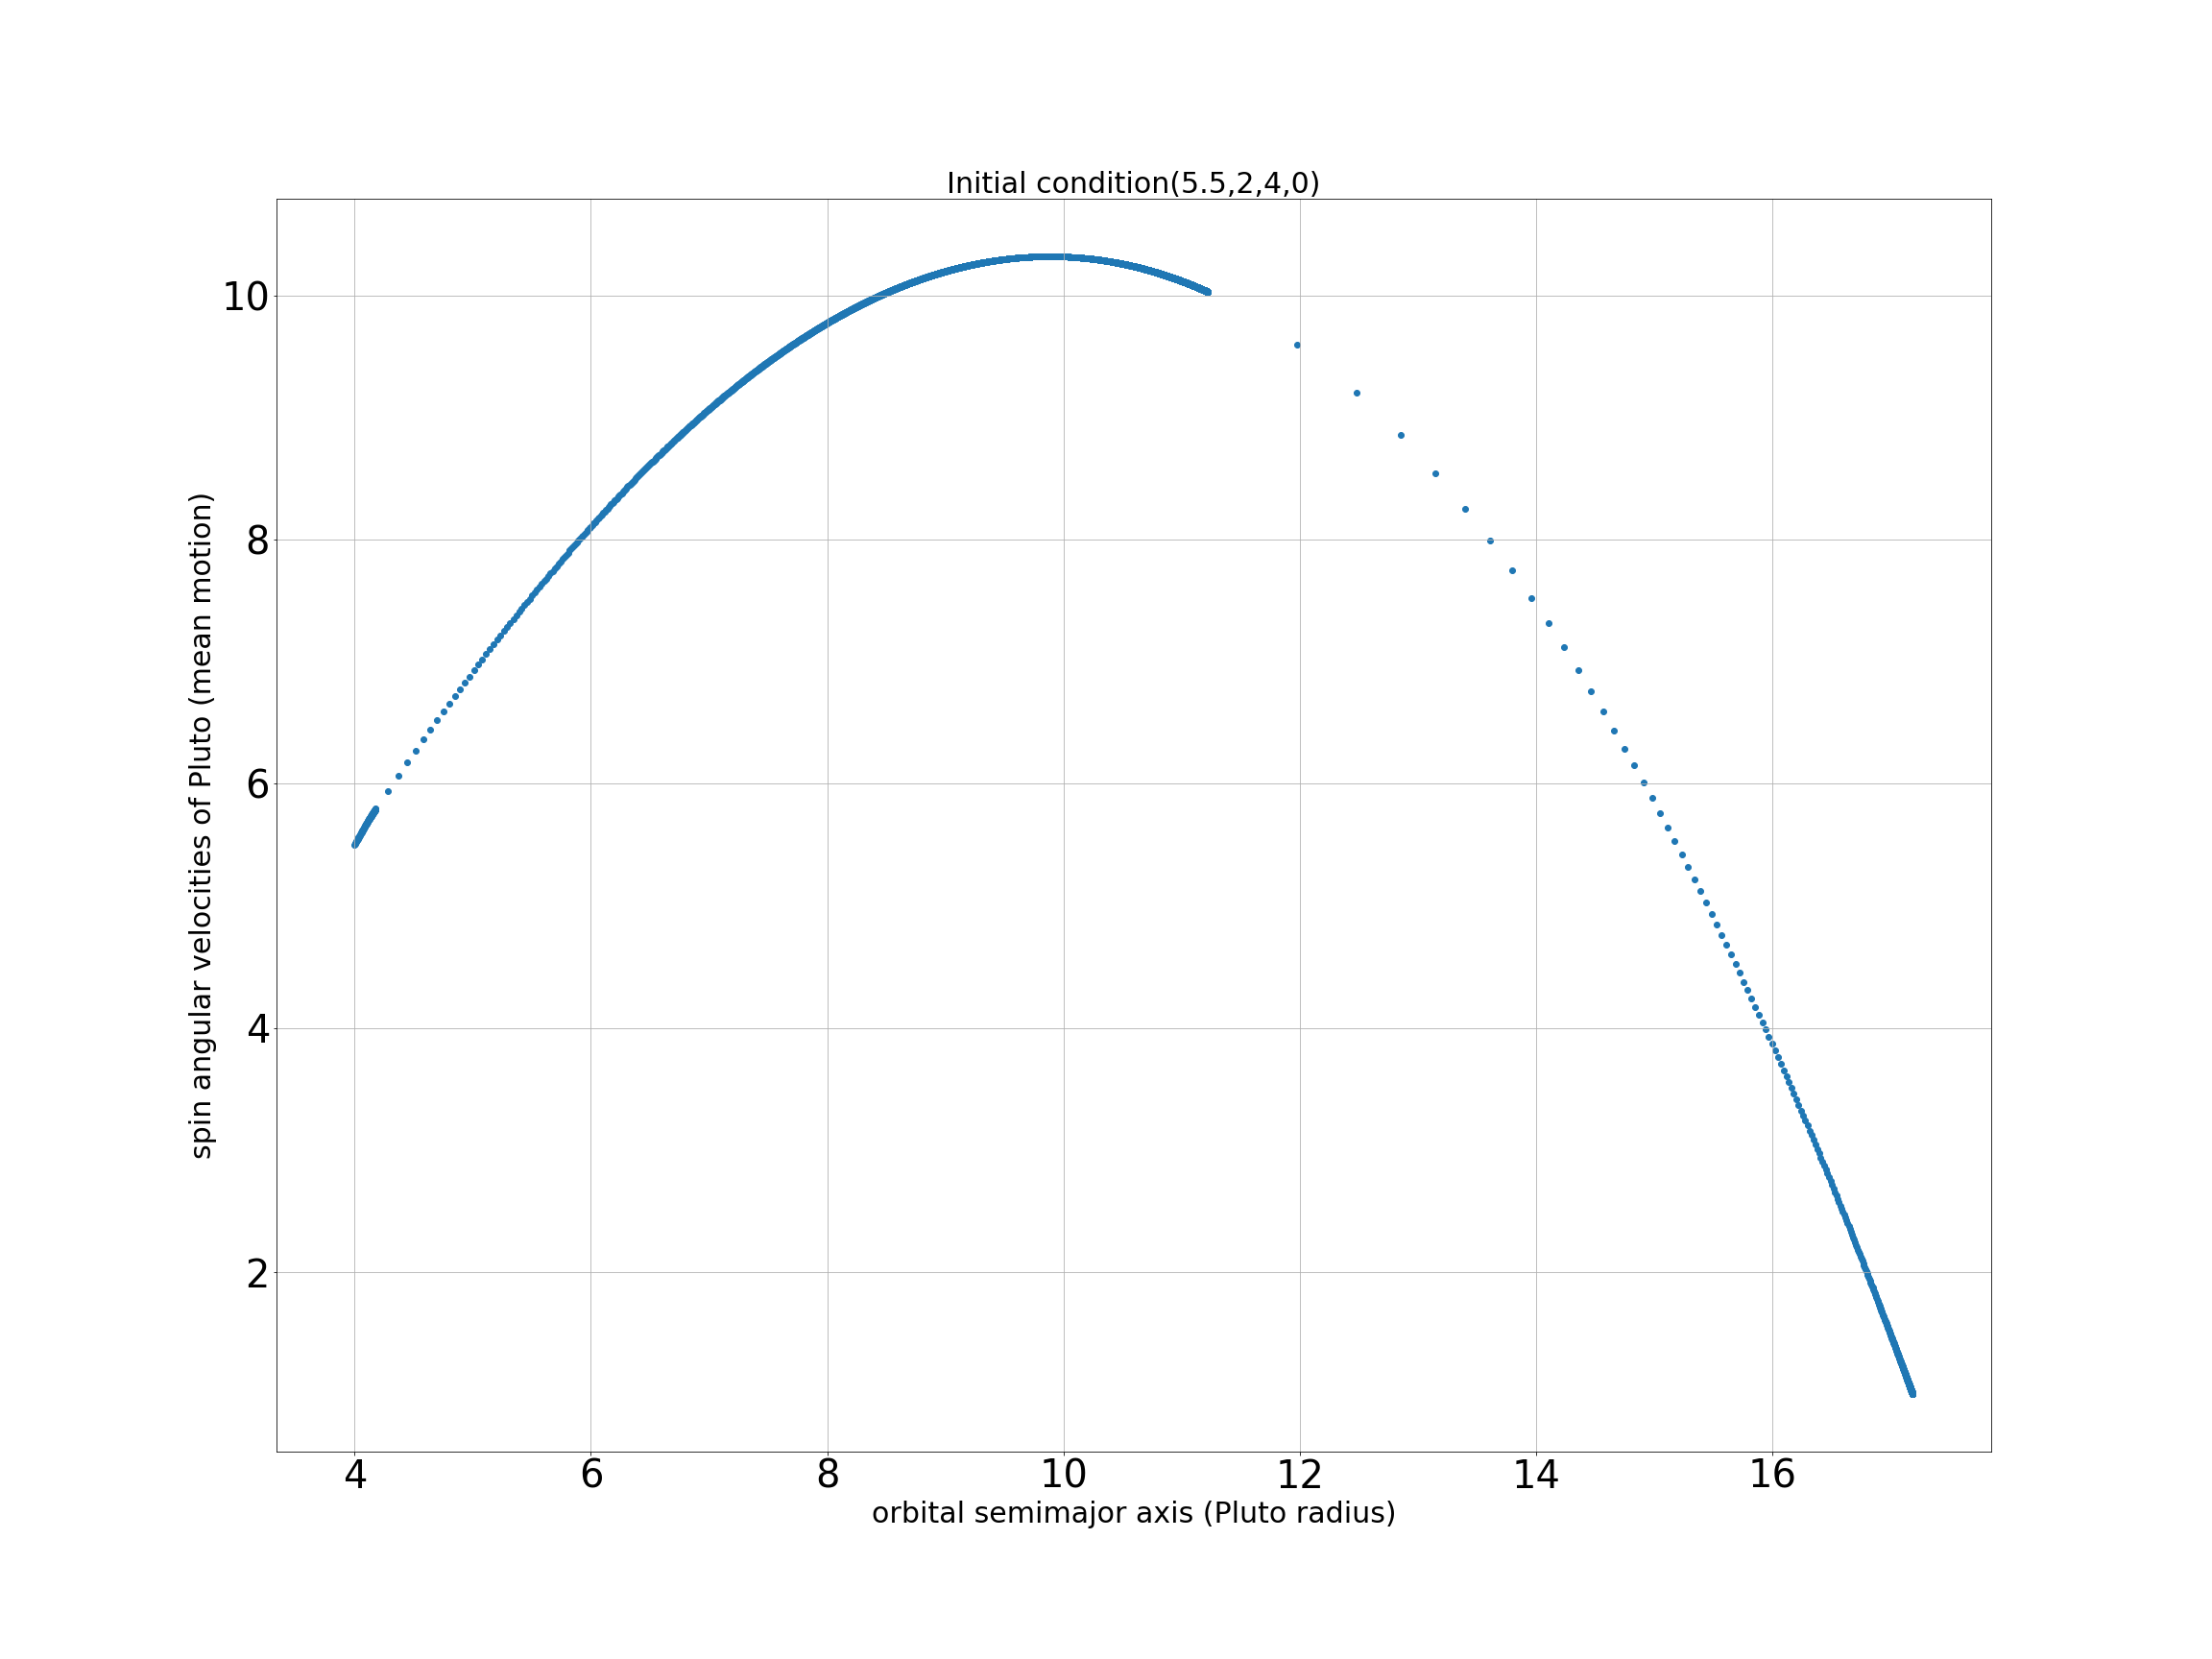 Initial condition(5.5,2,4,0)
spin angular velocities of Pluto (mean motion)
10
8
6
4
2
4 6 8 10 12 14 16
orbital semimajor axis (Pluto radius)